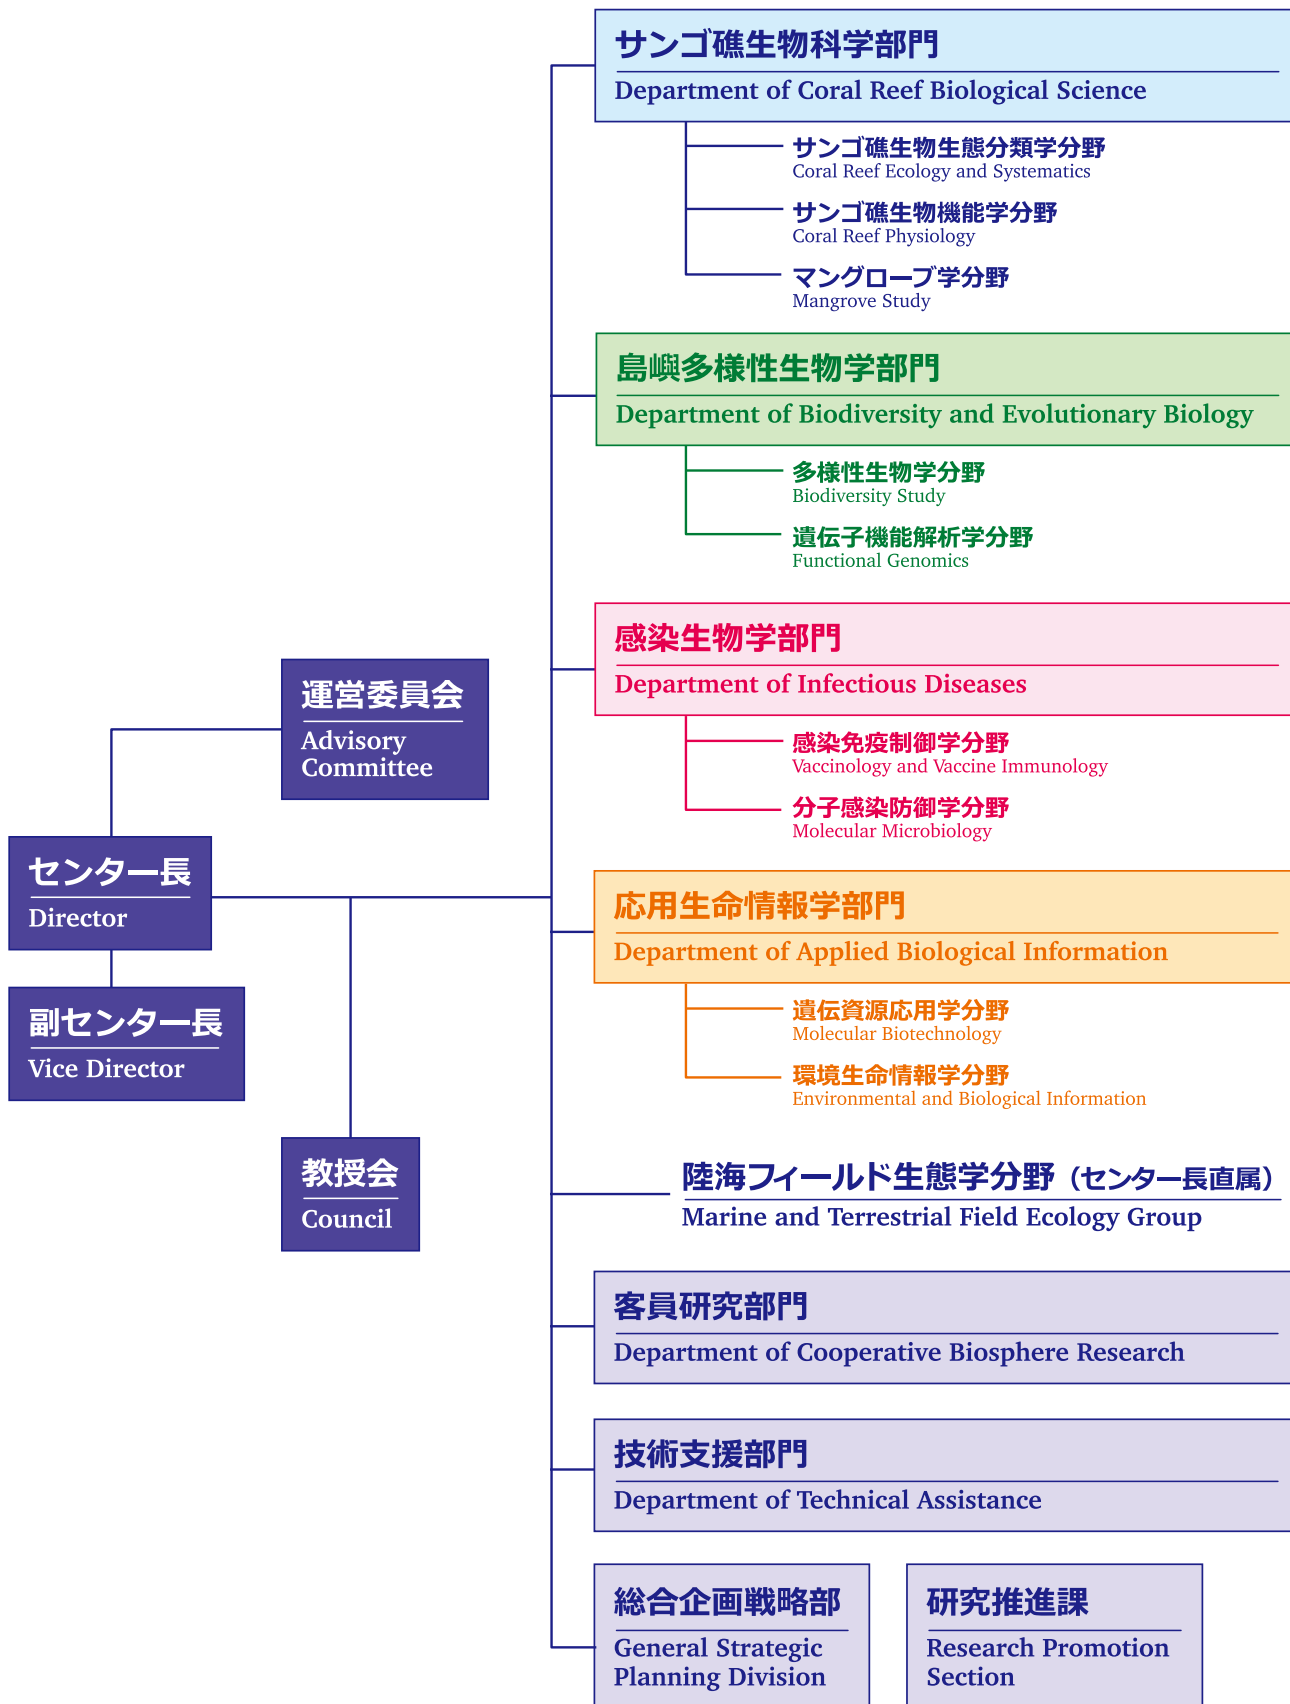 サンゴ礁生物科学部門
Department of Coral Reef Biological Science
サンゴ礁生物生態分類学分野
Coral Reef Ecology and Systematics
サンゴ礁生物機能学分野
Coral Reef Physiology
マングローブ学分野
Mangrove Study
島嶼多様性生物学部門
Department of Biodiversity and Evolutionary Biology
多様性生物学分野
Biodiversity Study
遺伝子機能解析学分野
Functional Genomics
感染生物学部門
Department of Infectious Diseases
感染免疫制御学分野
Vaccinology and Vaccine Immunology
分子感染防御学分野
Molecular Microbiology
運営委員会
Advisory
Committee
センター長
Director
副センター長
Vice Director
教授会
Council
応用生命情報学部門
Department of Applied Biological Information
遺伝資源応用学分野
Molecular Biotechnology
環境生命情報学分野
Environmental and Biological Information
陸海フィールド生態学分野（センター長直属）
Marine and Terrestrial Field Ecology Group
客員研究部門
Department of Cooperative Biosphere Research
技術支援部門
Department of Technical Assistance
総合企画戦略部
General Strategic
Planning Division
研究推進課
Research Promotion
Section